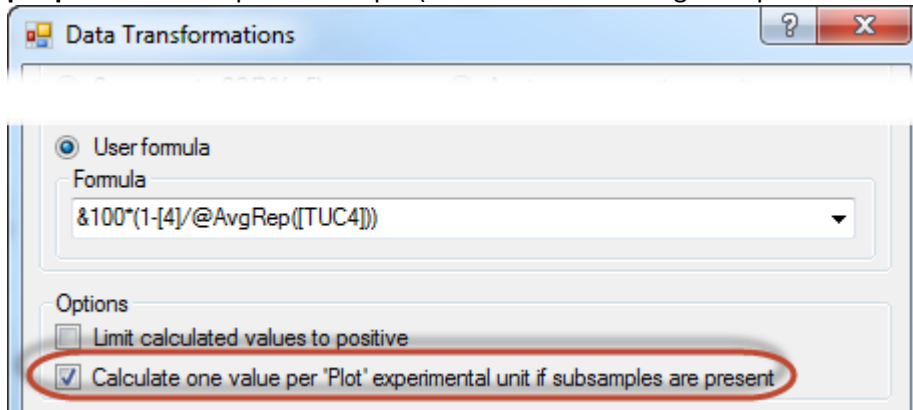 Data Transformations
User formula
Formula
&100*(1-[4]/@AvgRep([TUC4]))
Options
Limit calculated values to positive
Calculate one value per 'Plot' experimental unit if subsamples are present